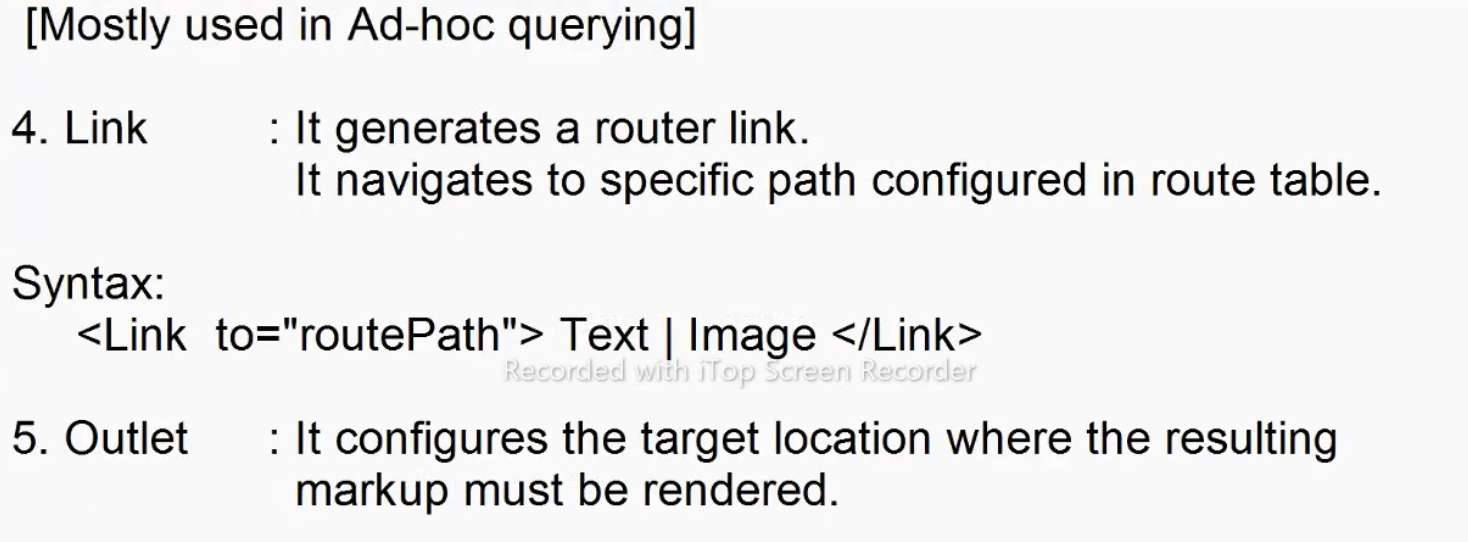 [Mostly used in Ad-hoc querying]
4. Link : It generates a router link.
It navigates to specific path configured in route table.
Syntax:
<Link to="routePath"> Text | Image </Link>
Recorded with iTop Screen Recorder
5. Outlet : It configures the target location where the resulting
markup must be rendered.